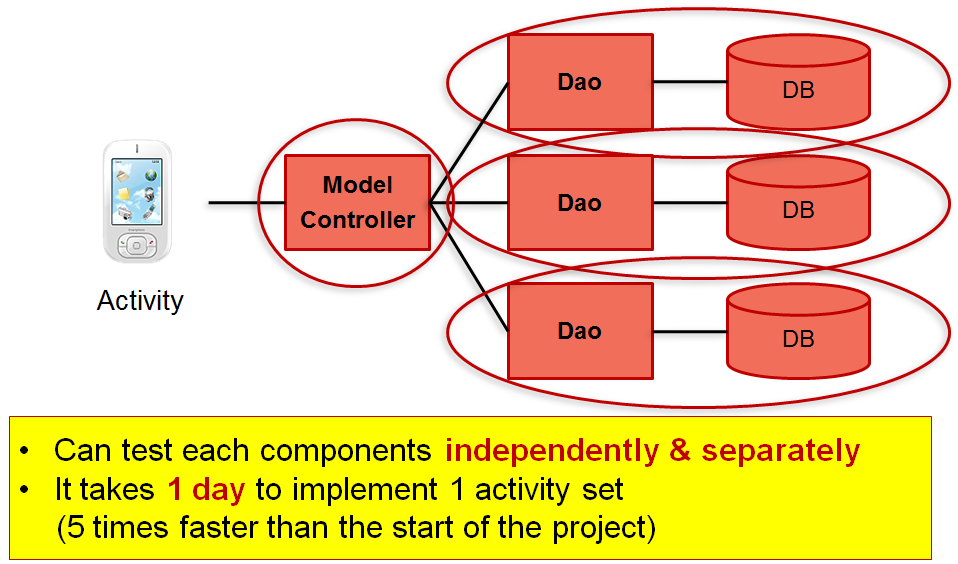 Dao
DB
Model
Controller
Dao
DB
Activity
Dao
DB
• Can test each components independently & separately
• It takes 1 day to implement 1 activity set
(5 times faster than the start of the project)